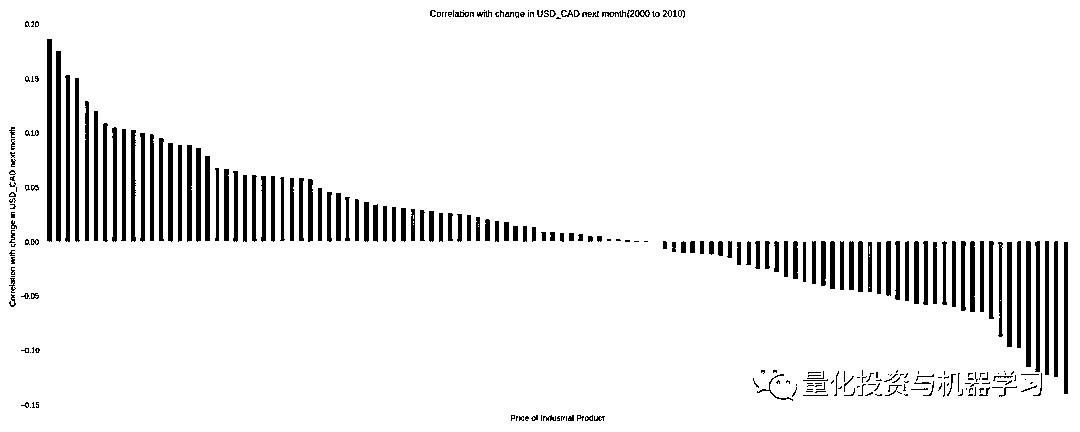 Correlation with change in USD_CAD next month(2000 to 2010)
0.20
0.15
0.10
0.05
0.00
−0.05
−0.10
−0.15
Correlation with change in USD_CAD next month
Price of Industrial Product
量化投资与机器学习